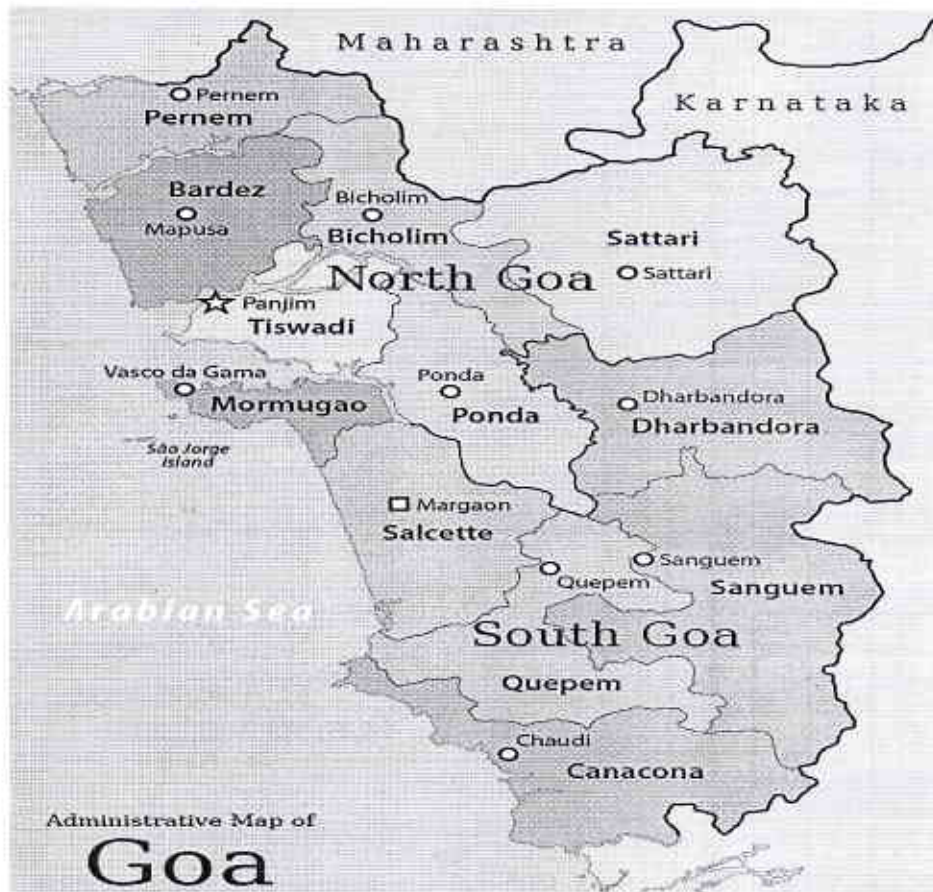 Maharashtra
Karnataka
Pernem
Pernem
Bardez
Mapusa
Bicholim
Bicholim
Sattari
Sattari
North Goa
Panjim
Tiswadi
Vasco da Gama
Mormugao
Ponda
Ponda
Dharbandora
Dharbandora
São Jorge
Island
Margaon
Salcette
Sanguem
Quepem
Sanguem
Arabian Sea
South Goa
Quepem
Chaudi
Canacona
Administrative Map of
Goa